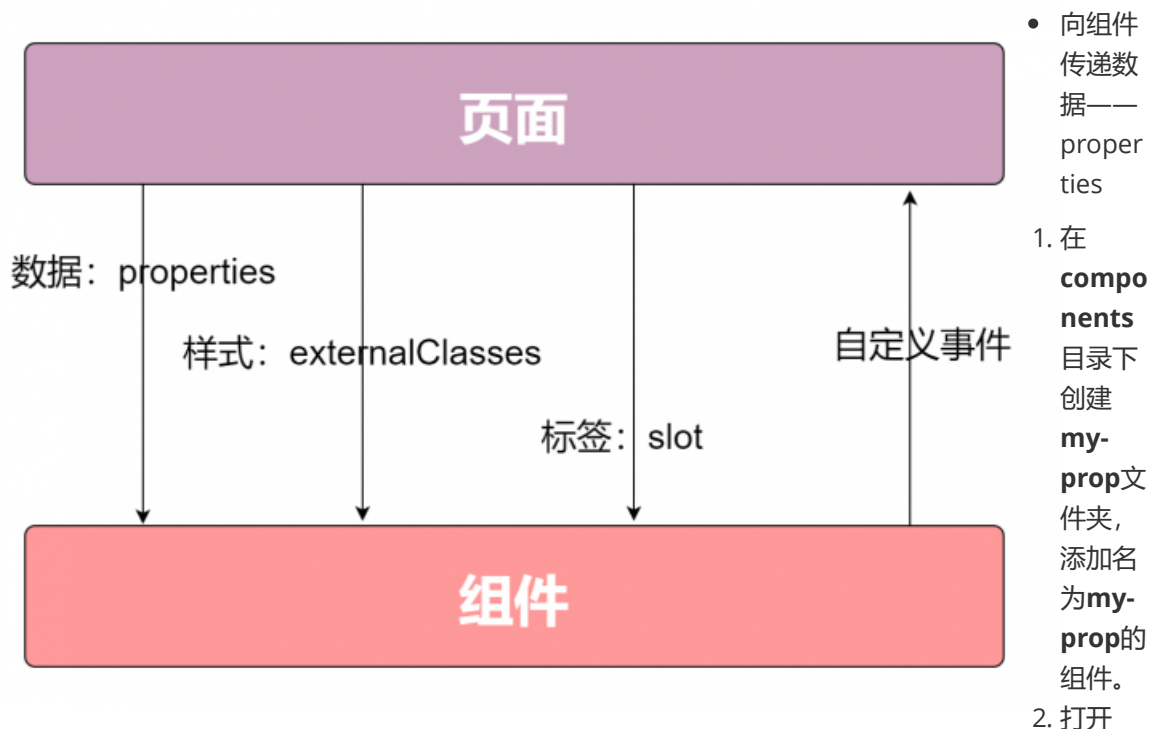 页面
数据：properties
样式：externalClasses
自定义事件
标签：slot
组件
向组件
传递数
据——
proper
ties
1. 在
compo
nents
目录下
创建
my-
prop文
件夹，
添加名
为my-
prop的
组件。
2. 打开